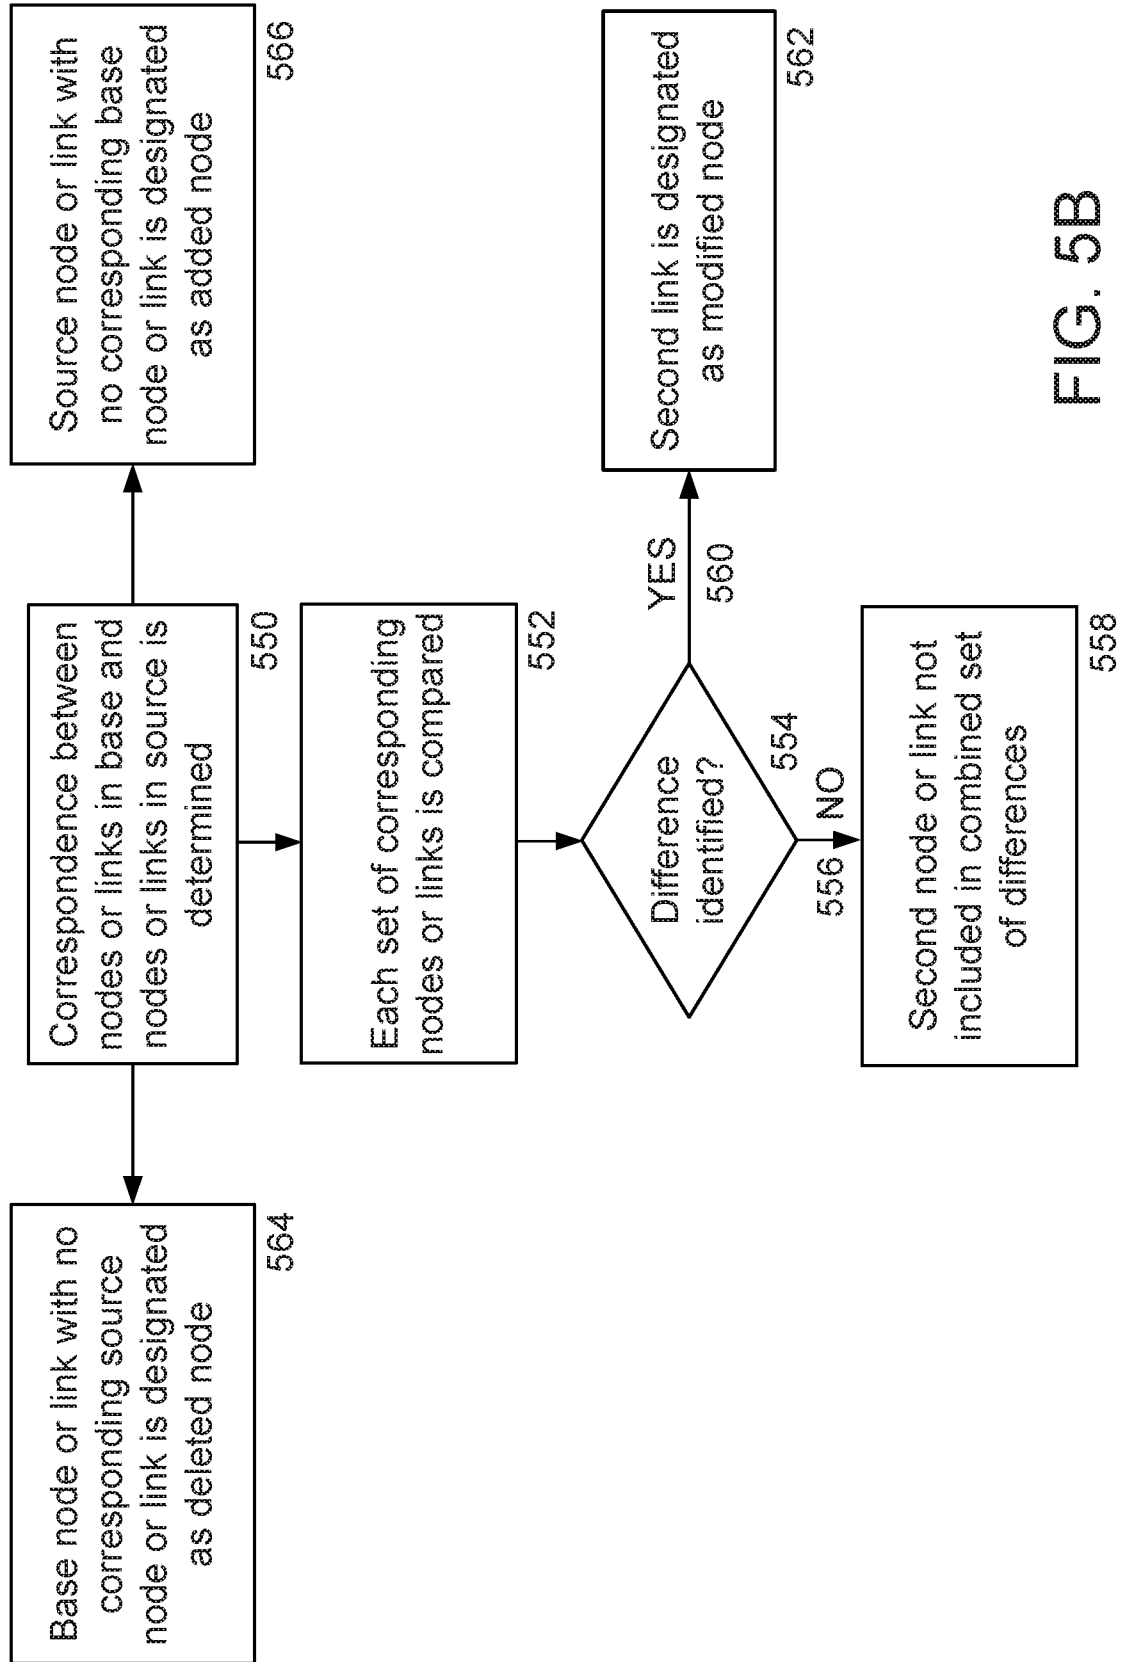 Base node or link with no
corresponding source
node or link is designated
as deleted node
564
Correspondence between
nodes or links in base and
nodes or links in source is
determined
550
Source node or link with
no corresponding base
node or link is designated
as added node
566
Each set of corresponding
nodes or links is compared
552
Difference
identified?
554
YES
560
Second link is designated
as modified node
562
556
NO
Second node or link not
included in combined set
of differences
558
FIG. 5B